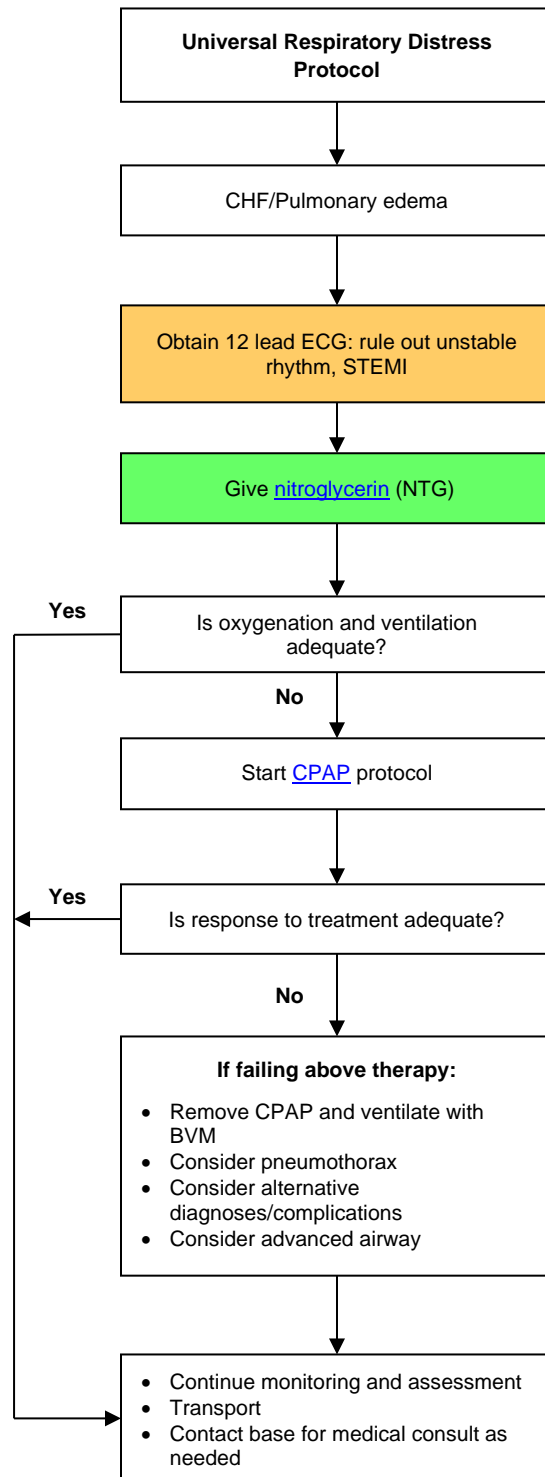 Universal Respiratory Distress
Protocol
CHF/Pulmonary edema
Obtain 12 lead ECG: rule out unstable
rhythm, STEMI
Give nitroglycerin (NTG)
Yes
Is oxygenation and ventilation
adequate?
No
Start CPAP protocol
Yes
Is response to treatment adequate?
No
If failing above therapy:
• Remove CPAP and ventilate with
BVM
• Consider pneumothorax
• Consider alternative
diagnoses/complications
• Consider advanced airway
• Continue monitoring and assessment
• Transport
• Contact base for medical consult as
needed